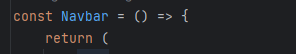 const Navbar = () => {
    return (